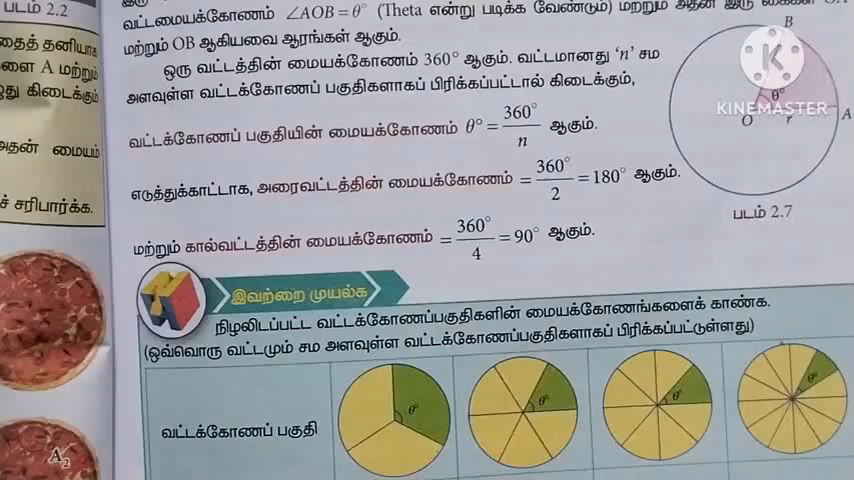 படம் 2.2
தைத் தனியாக
ளை A மற்றும்
து கிடைக்கும்
அதன் மையம்
ச் சரிபார்க்க.
A₂
வட்டமையக்கோணம் ∠AOB = θ° (Theta என்று படிக்க வேண்டும்) மற்றும் அதன் இரு
மற்றும் OB ஆகியவை ஆரங்கள் ஆகும்.
ஒரு வட்டத்தின் மையக்கோணம் 360° ஆகும். வட்டமானது 'n' சம
அளவுள்ள வட்டக்கோணப் பகுதிகளாகப் பிரிக்கப்பட்டால் கிடைக்கும்,
வட்டக்கோணப் பகுதியின் மையக்கோணம் θ° = 360°/n ஆகும்.
எடுத்துக்காட்டாக, அரைவட்டத்தின் மையக்கோணம் = 360°/2 = 180° ஆகும்.
மற்றும் கால்வட்டத்தின் மையக்கோணம் = 360°/4 = 90° ஆகும்.
B
KINEMASTER
θ°
O r A
படம் 2.7
இவற்றை முயல்க
நிழலிடப்பட்ட வட்டக்கோணப்பகுதிகளின் மையக்கோணங்களைக் காண்க.
(ஒவ்வொரு வட்டமும் சம அளவுள்ள வட்டக்கோணப்பகுதிகளாகப் பிரிக்கப்பட்டுள்ளது)
வட்டக்கோணப் பகுதி θ° θ° θ° θ°